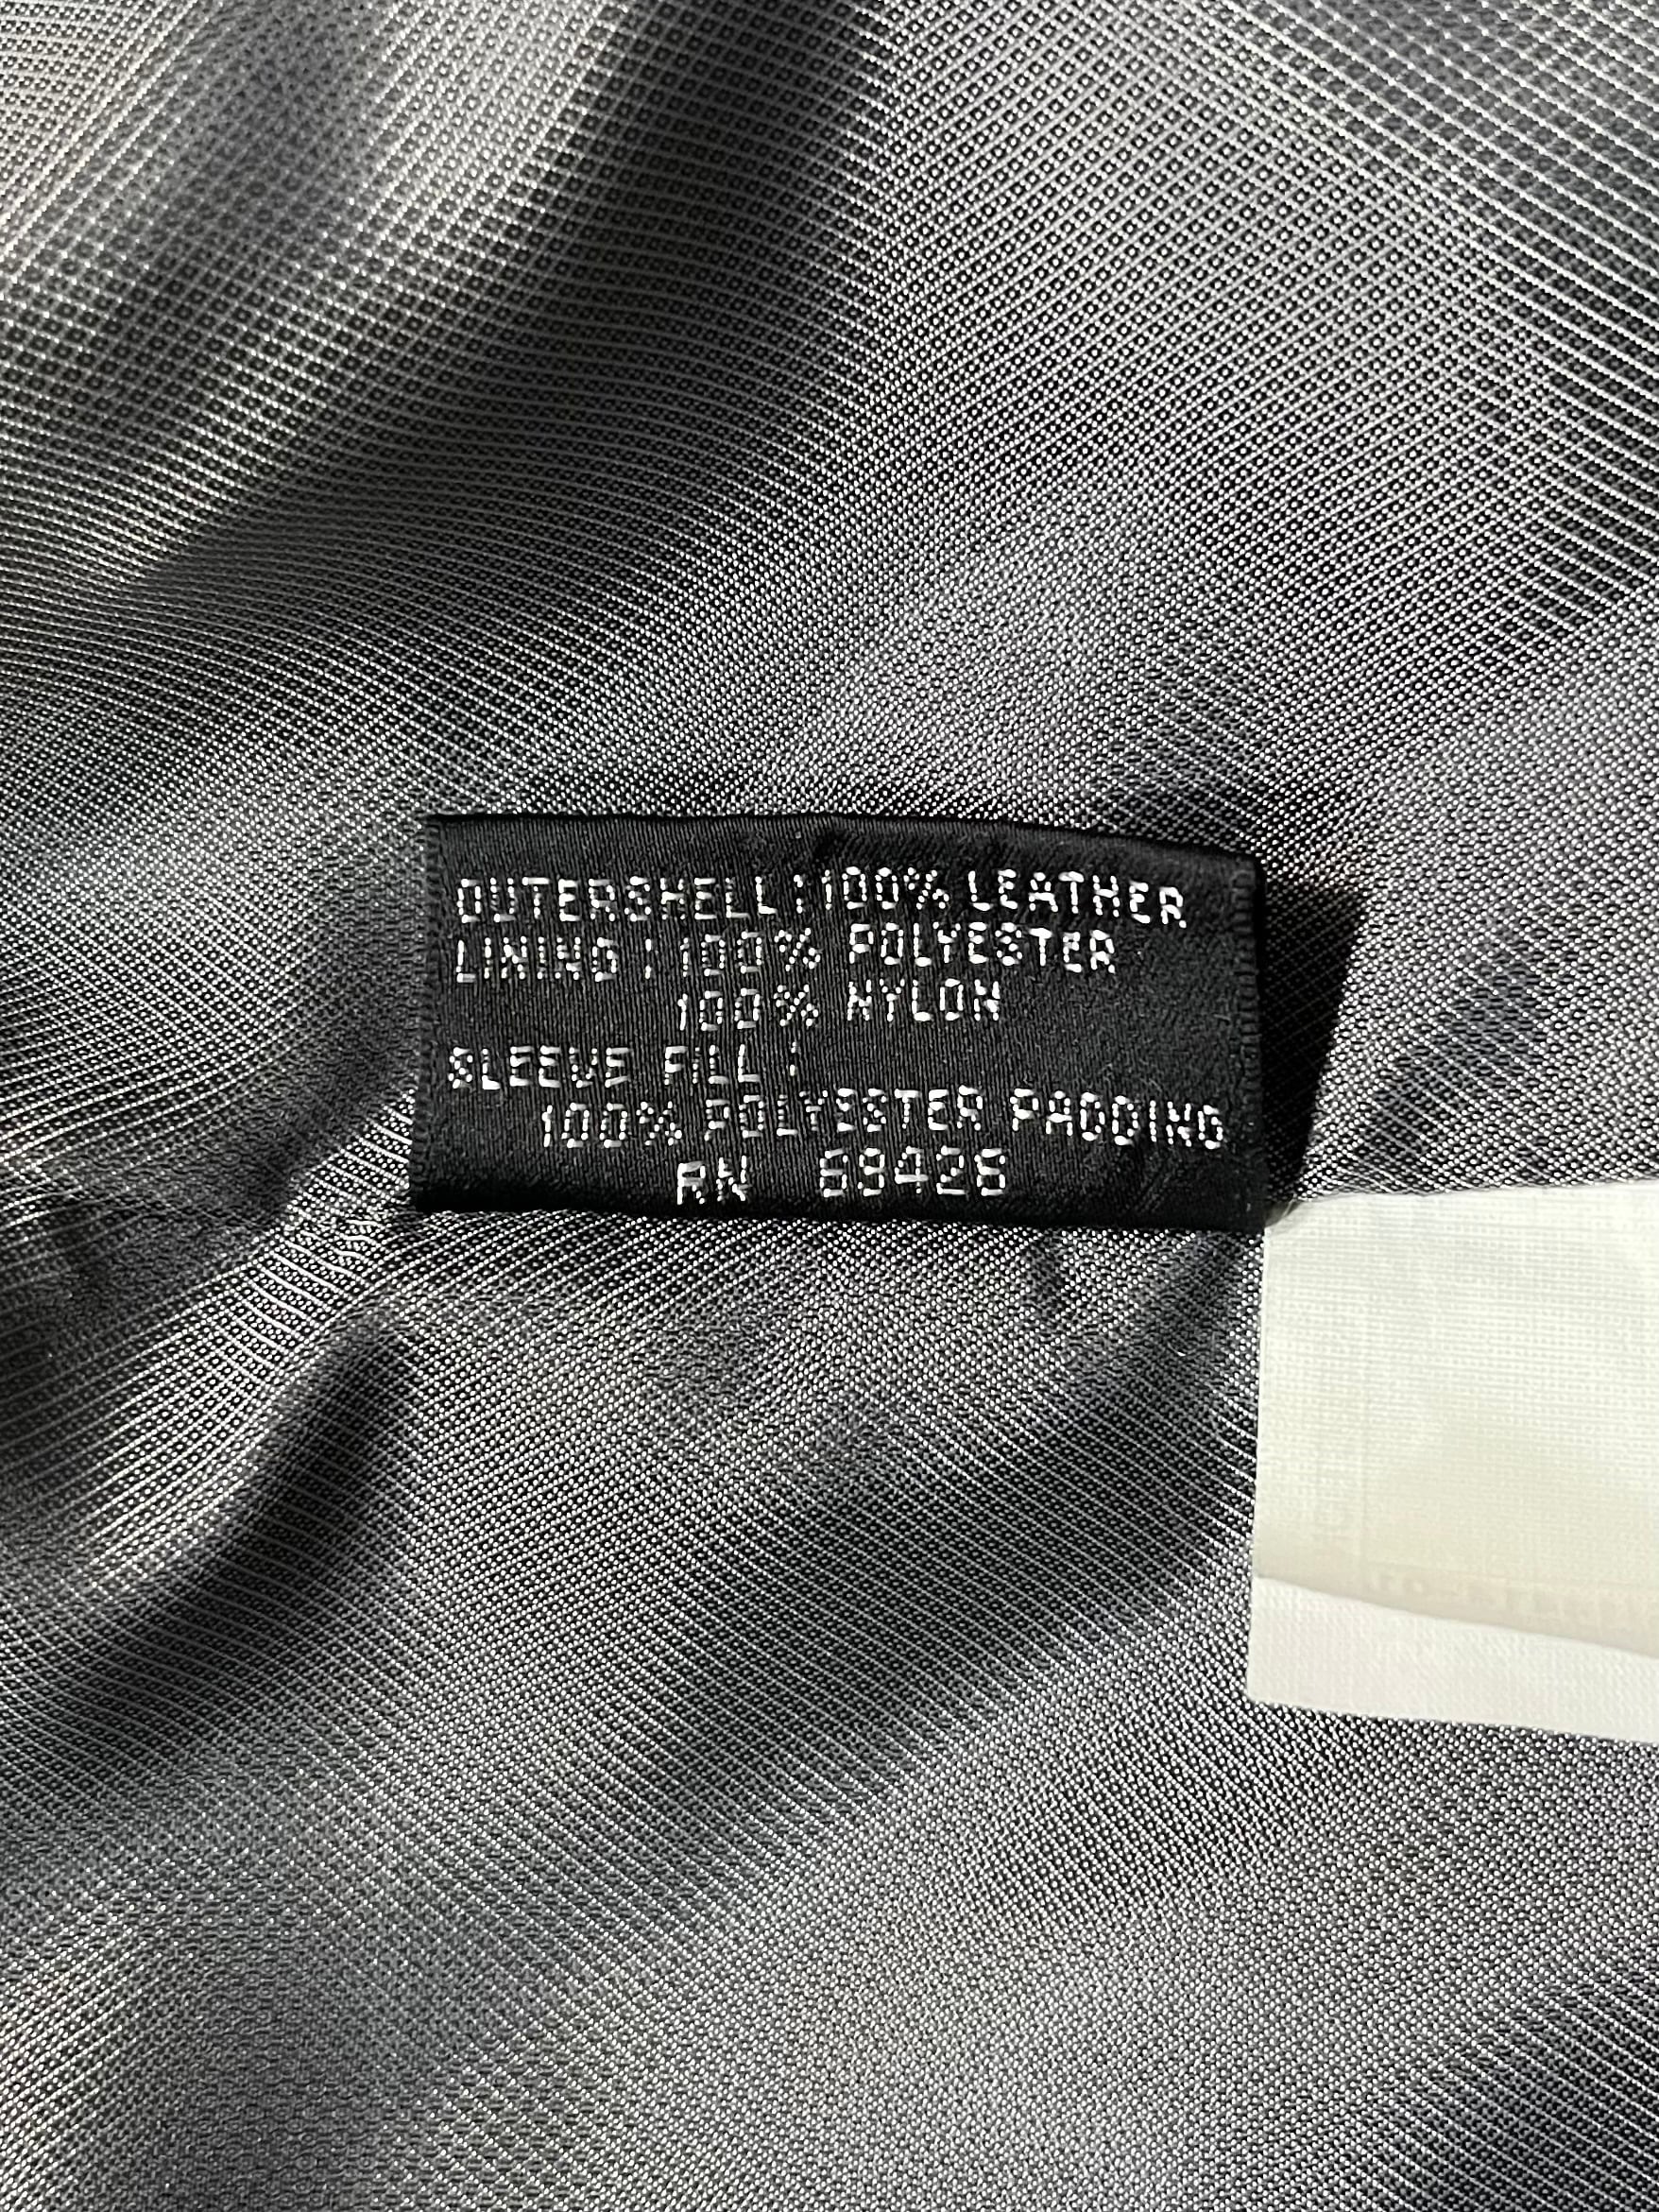 OUTERSHELL : 100% LEATHER
LINING : 100% POLYESTER
100% NYLON
SLEEVE FILL :
100% POLYESTER PADDING
RN 69426